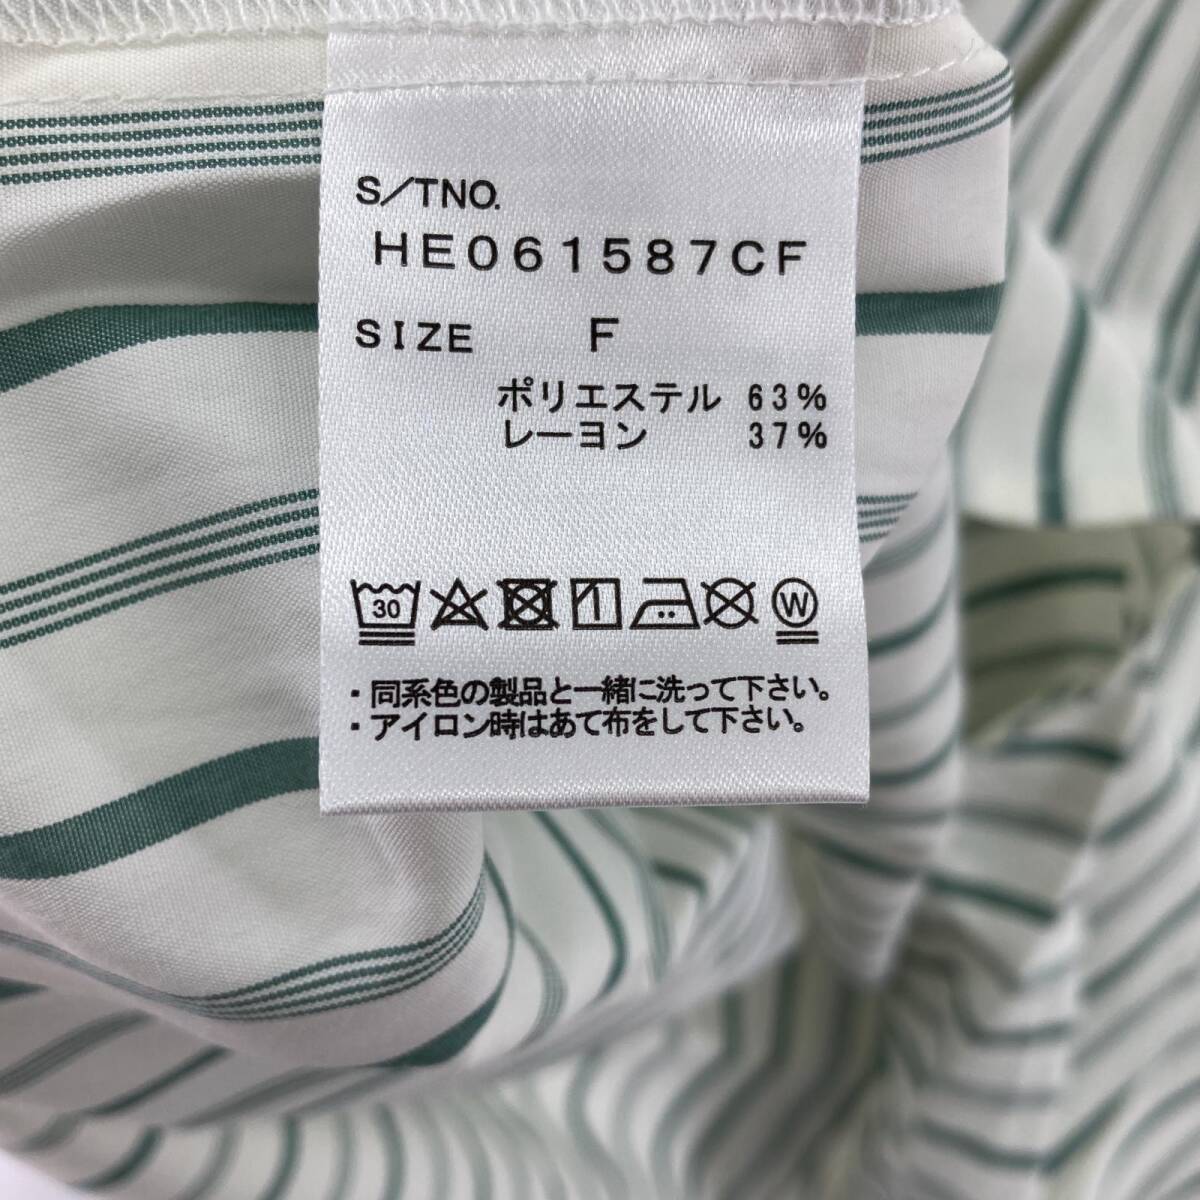 S/TNO.
HE061587CF
SIZE F
ポリエステル 63%
レーヨン 37%
30 W
・同系色の製品と一緒に洗って下さい。
・アイロン時はあて布をして下さい。